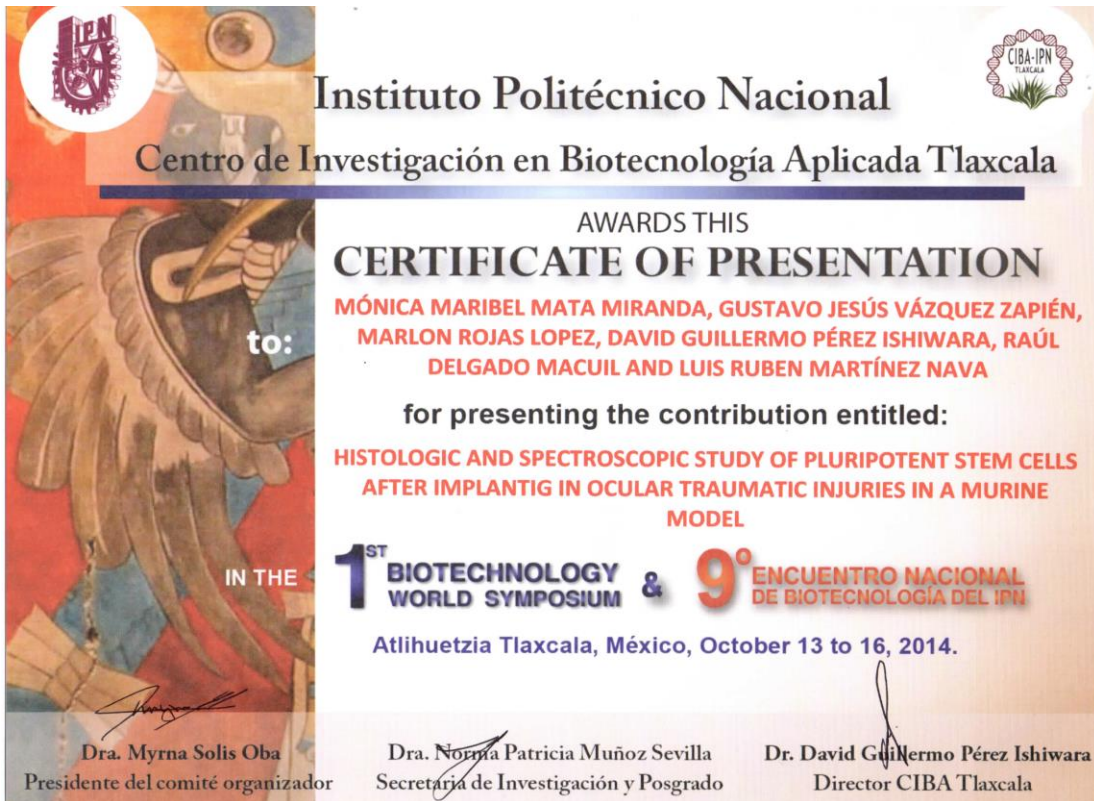 IPN
CIBA-IPN
TLAXCALA
Instituto Politécnico Nacional
Centro de Investigación en Biotecnología Aplicada Tlaxcala
AWARDS THIS
CERTIFICATE OF PRESENTATION
to:
MÓNICA MARIBEL MATA MIRANDA, GUSTAVO JESÚS VÁZQUEZ ZAPIÉN,
MARLON ROJAS LOPEZ, DAVID GUILLERMO PÉREZ ISHIWARA, RAÚL
DELGADO MACUIL AND LUIS RUBEN MARTÍNEZ NAVA
for presenting the contribution entitled:
HISTOLOGIC AND SPECTROSCOPIC STUDY OF PLURIPOTENT STEM CELLS
AFTER IMPLANTIG IN OCULAR TRAUMATIC INJURIES IN A MURINE
MODEL
IN THE
1ST BIOTECHNOLOGY
WORLD SYMPOSIUM
&
9° ENCUENTRO NACIONAL
DE BIOTECNOLOGÍA DEL IPN
Atlihuetzia Tlaxcala, México, October 13 to 16, 2014.
Dra. Myrna Solis Oba
Presidente del comité organizador
Dra. Norma Patricia Muñoz Sevilla
Secretaria de Investigación y Posgrado
Dr. David Guillermo Pérez Ishiwara
Director CIBA Tlaxcala